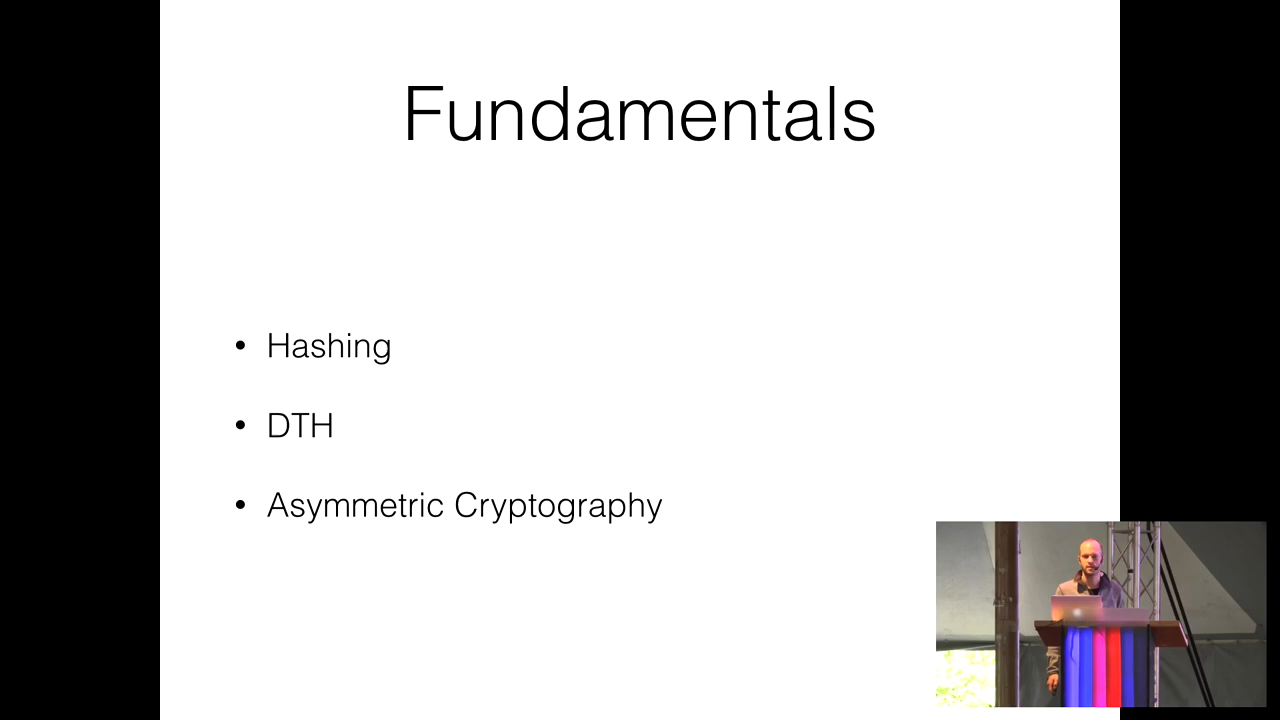 Fundamentals
• Hashing
• DTH
• Asymmetric Cryptography